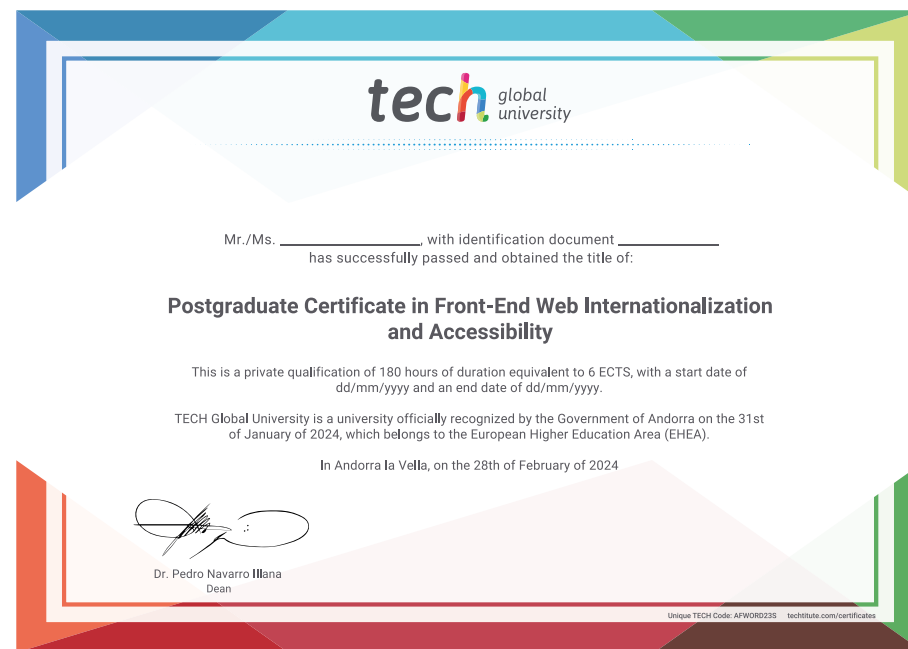 tech global
university
Mr./Ms. ____________________, with identification document ______________
has successfully passed and obtained the title of:
Postgraduate Certificate in Front-End Web Internationalization
and Accessibility
This is a private qualification of 180 hours of duration equivalent to 6 ECTS, with a start date of
dd/mm/yyyy and an end date of dd/mm/yyyy.
TECH Global University is a university officially recognized by the Government of Andorra on the 31st
of January of 2024, which belongs to the European Higher Education Area (EHEA).
In Andorra la Vella, on the 28th of February of 2024
Dr. Pedro Navarro Illana
Dean
Unique TECH Code: AFWORD23S techtitute.com/certificates